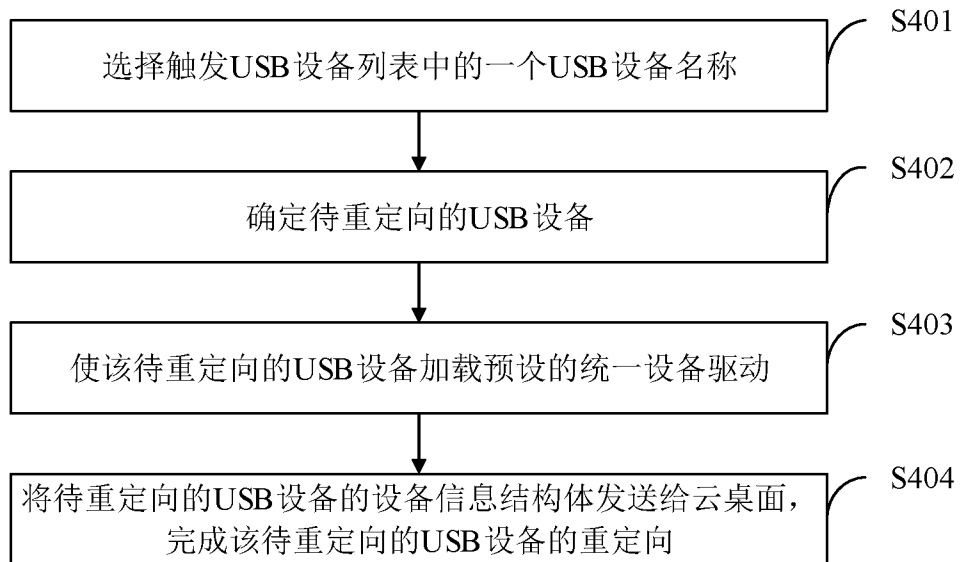 S401
选择触发USB设备列表中的一个USB设备名称
S402
确定待重定向的USB设备
S403
使该待重定向的USB设备加载预设的统一设备驱动
S404
将待重定向的USB设备的设备信息结构体发送给云桌面，
完成该待重定向的USB设备的重定向